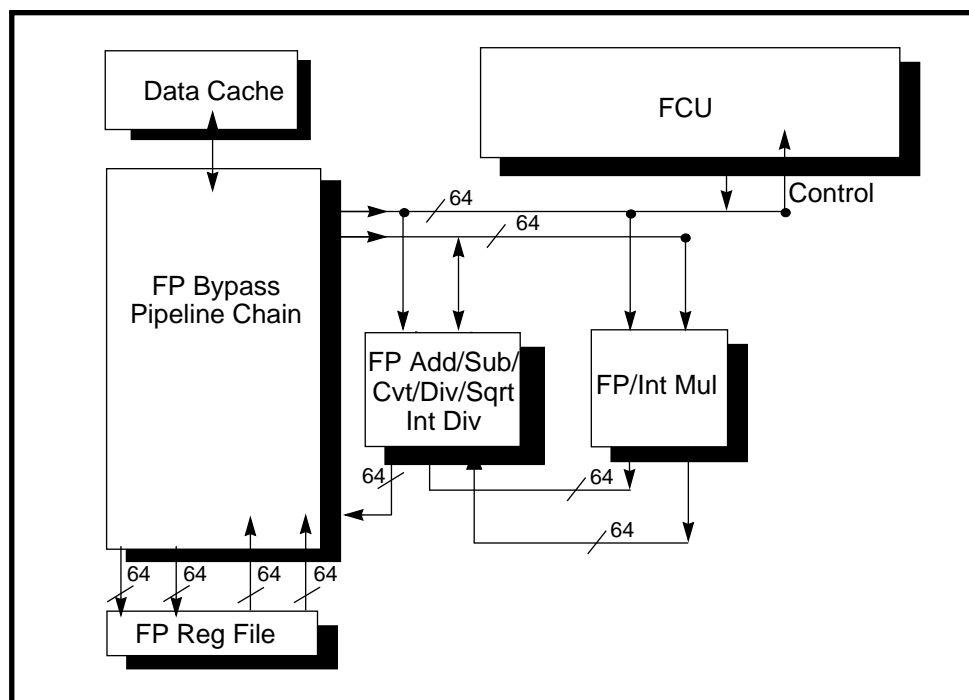 Data Cache
FCU
64
Control
64
FP Bypass
Pipeline Chain
FP Add/Sub/
Cvt/Div/Sqrt
Int Div
FP/Int Mul
64
64
64
64
64
64
64
FP Reg File